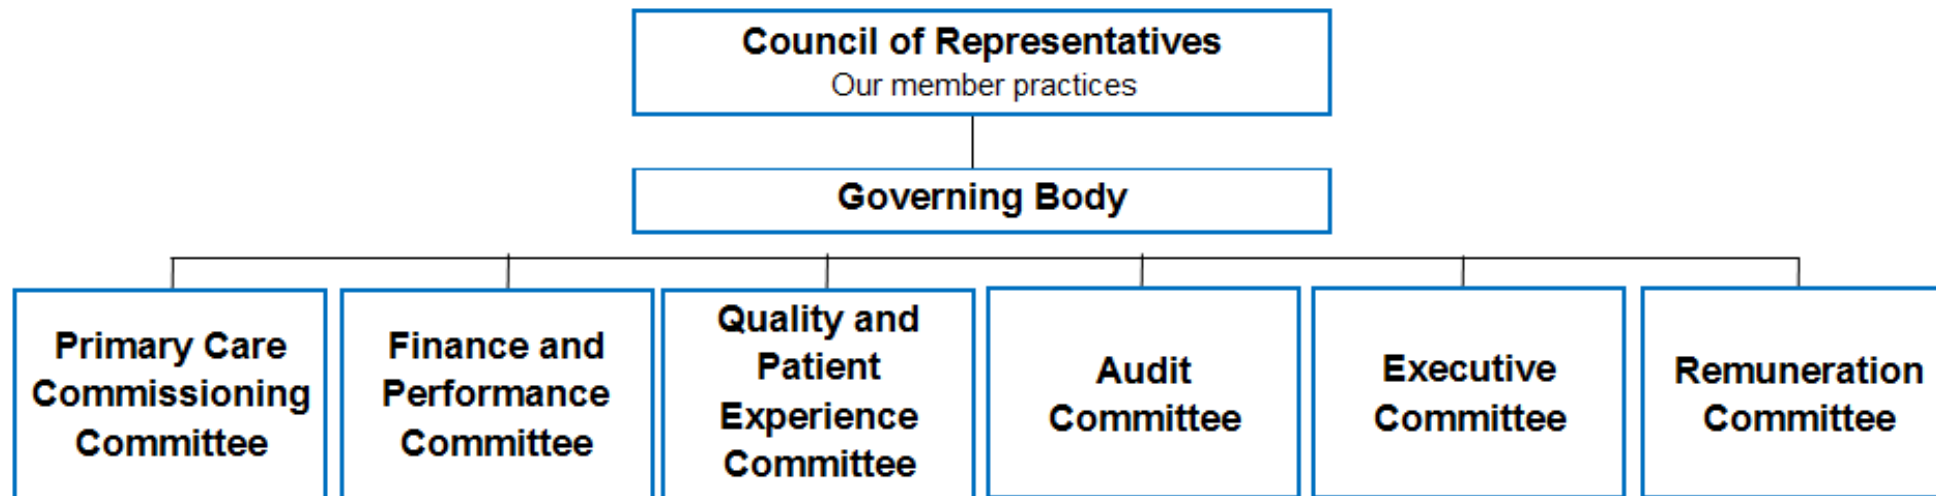 Council of Representatives
Our member practices
Governing Body
Primary Care
Commissioning
Committee
Finance and
Performance
Committee
Quality and
Patient
Experience
Committee
Audit
Committee
Executive
Committee
Remuneration
Committee